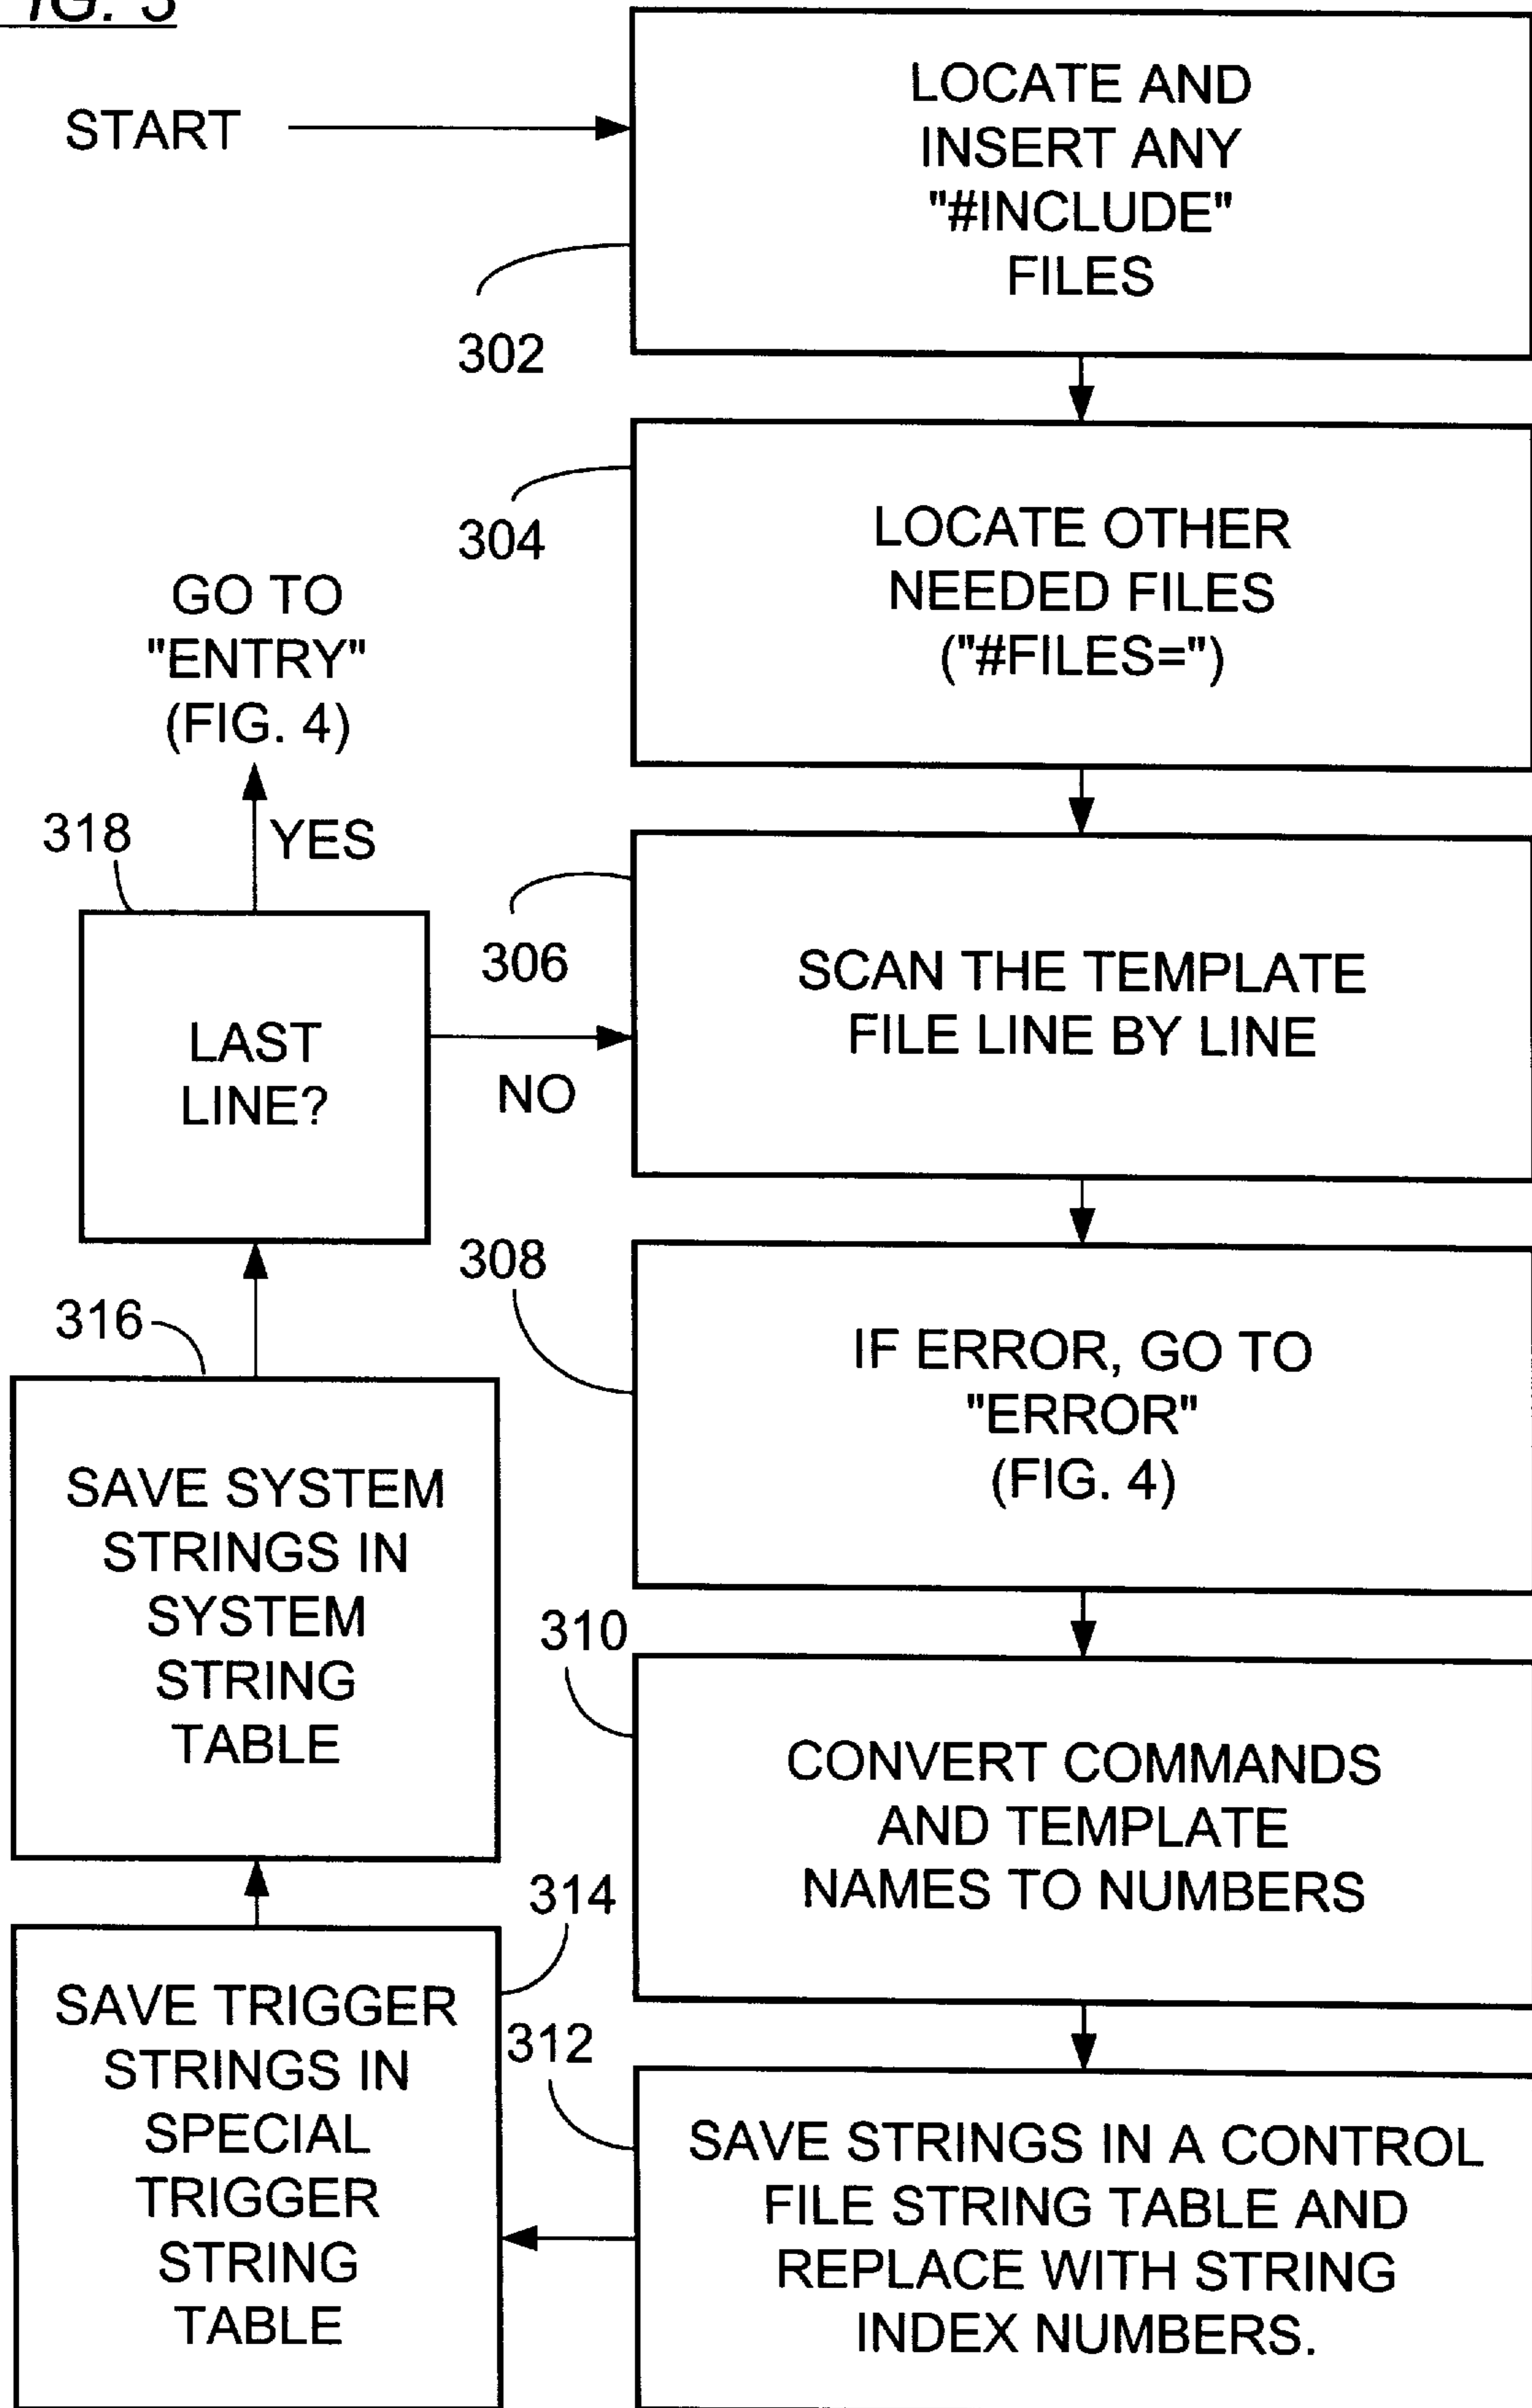 FIG. 3
START
LOCATE AND
INSERT ANY
"#INCLUDE"
FILES
302
304
LOCATE OTHER
NEEDED FILES
("#FILES=")
GO TO
"ENTRY"
(FIG. 4)
318
YES
306
SCAN THE TEMPLATE
FILE LINE BY LINE
LAST
LINE?
NO
308
IF ERROR, GO TO
"ERROR"
(FIG. 4)
316
SAVE SYSTEM
STRINGS IN
SYSTEM
STRING
TABLE
310
CONVERT COMMANDS
AND TEMPLATE
NAMES TO NUMBERS
314
SAVE TRIGGER
STRINGS IN
SPECIAL
TRIGGER
STRING
TABLE
312
SAVE STRINGS IN A CONTROL
FILE STRING TABLE AND
REPLACE WITH STRING
INDEX NUMBERS.